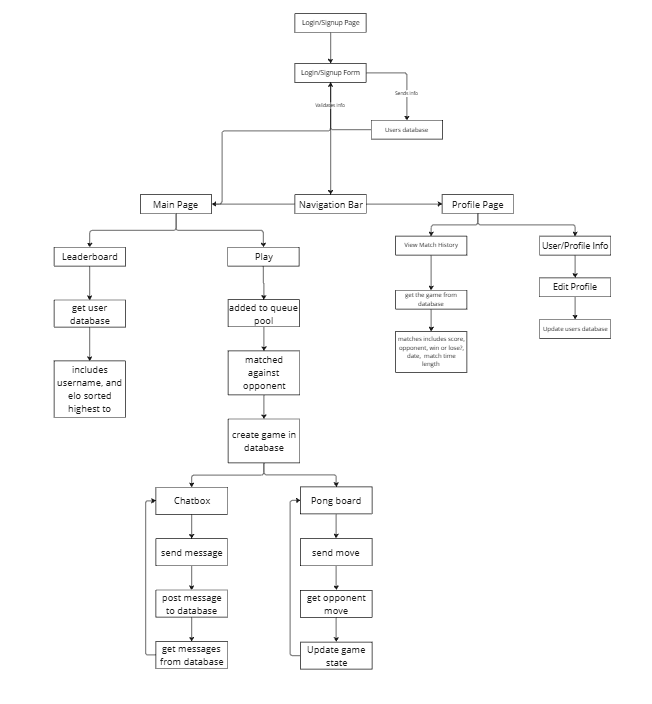 Login/Signup Page
Login/Signup Form
Sends info
Validates info
Users database
Main Page
Navigation Bar
Profile Page
Leaderboard
Play
View Match History
User/Profile Info
get user
database
added to queue
pool
get the game from
database
Edit Profile
includes
username, and
elo sorted
highest to
matched
against
opponent
matches includes score,
opponent, win or lose?,
date, match time
length
Update users database
create game in
database
Chatbox
Pong board
send message
send move
post message
to database
get opponent
move
get messages
from database
Update game
state